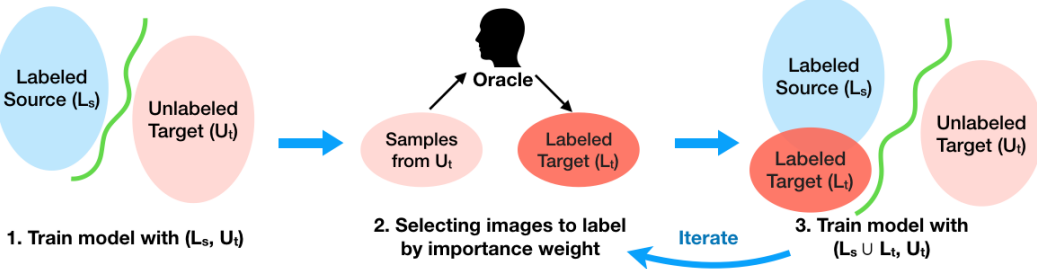 Labeled
Source (Lₛ)
Unlabeled
Target (Uₜ)
1. Train model with (Lₛ, Uₜ)
Oracle
Samples
from Uₜ
Labeled
Target (Lₜ)
2. Selecting images to label
by importance weight
Iterate
Labeled
Source (Lₛ)
Labeled
Target (Lₜ)
Unlabeled
Target (Uₜ)
3. Train model with
(Lₛ ∪ Lₜ, Uₜ)